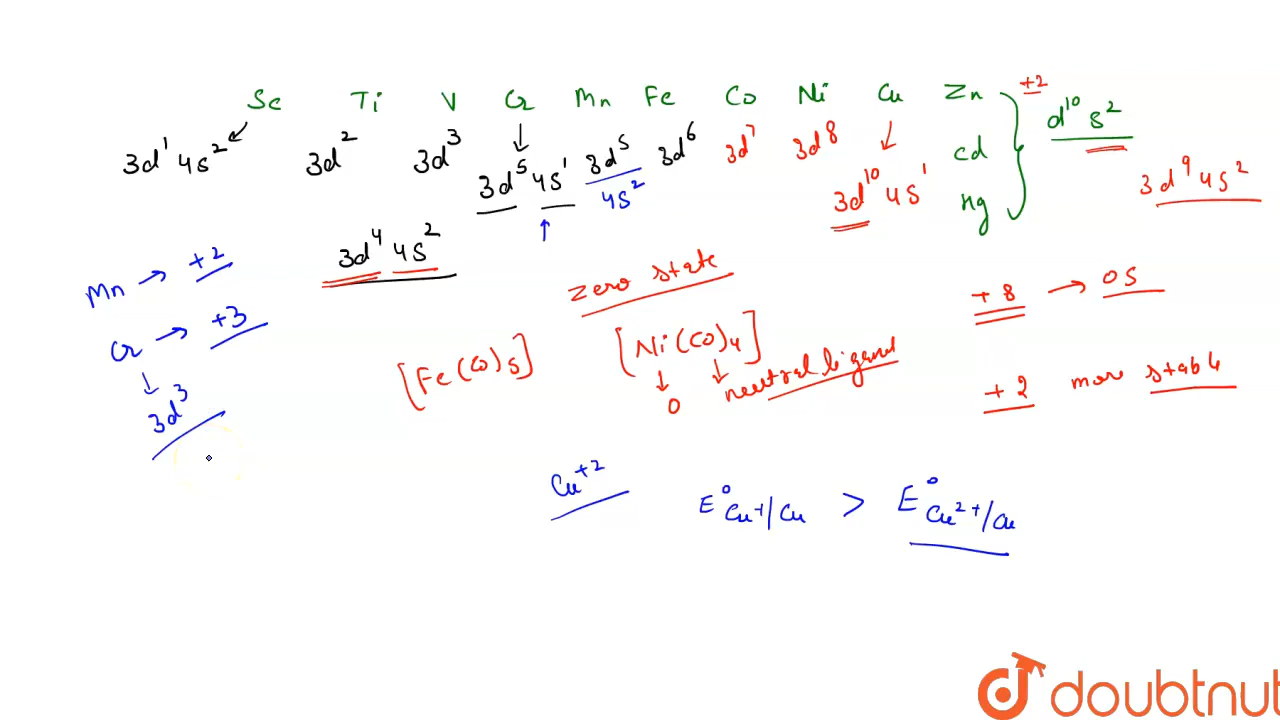 Sc Ti V Cr Mn Fe Co Ni Cu Zn +2
3d¹ 4s² 3d² 3d³ 3d⁵ 4s¹ 3d⁵ 3d⁶ 3d⁷ 3d⁸ cd d¹⁰ s²
4s² 3d¹⁰ 4s¹ Hg 3d⁹ 4s²
3d⁴ 4s²
Mn → +2
zero state
+8 → OS
Cr → +3
[Fe(CO)5] [Ni(CO)4]
0 neutral ligand
+2 more stable
3d³
Cu⁺²
E° Cu+/Cu > E° Cu²⁺/Cu
doubtnut